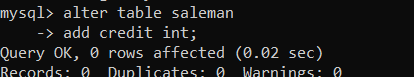 mysql> alter table saleman
    -> add credit int;
Query OK, 0 rows affected (0.02 sec)
Records: 0  Duplicates: 0  Warnings: 0